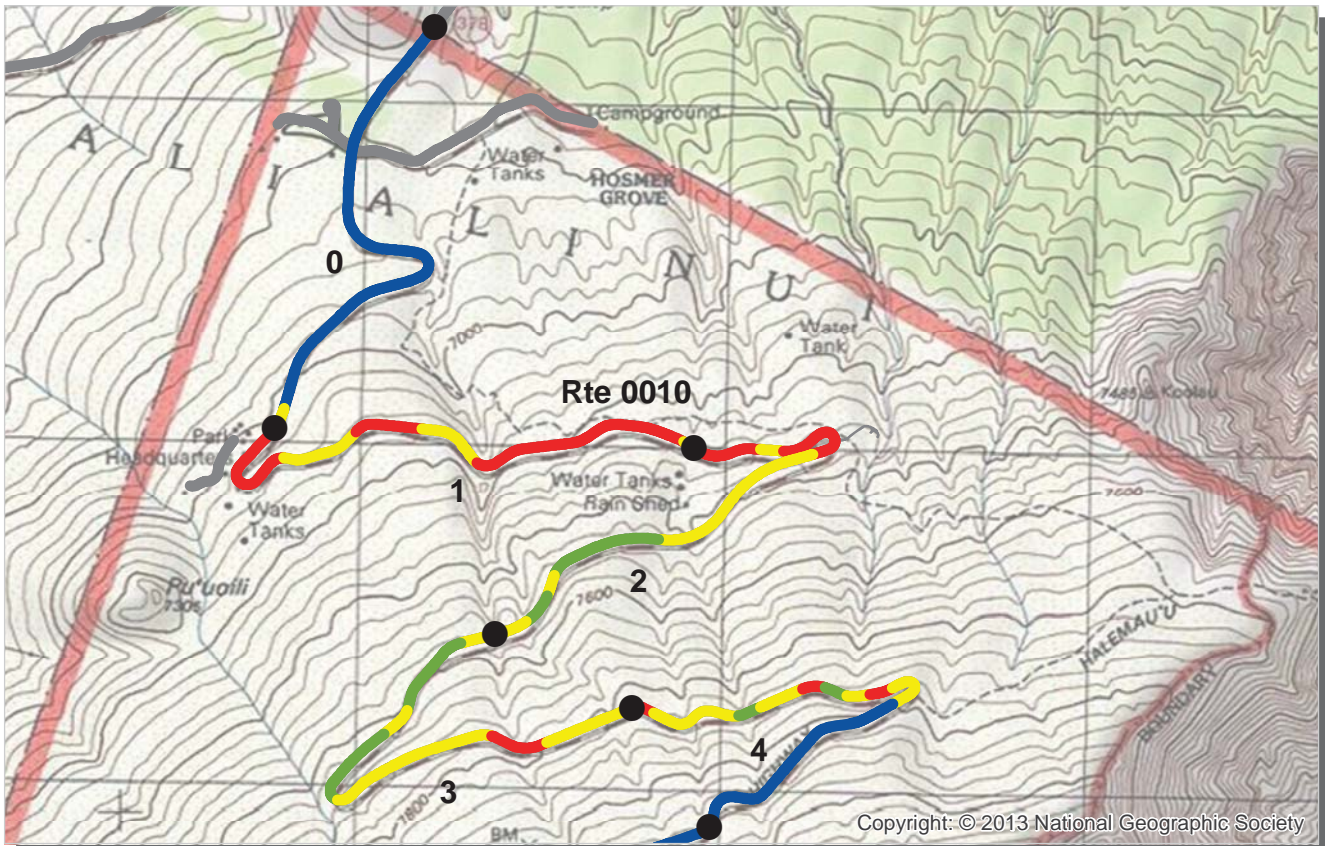 378
Campground
A L I A L I N U I
Water
Tanks
HOSMER
GROVE
0
7000
Water
Tank
Rte 0010
7485
Koolau
Park
Headquarters
1
Water Tanks
Rain Shed
7600
Water
Tanks
2
Pu'uoili
7305
7600
HALEMAU'U
BOUNDARY
4
HIGHWAY
3
7800
BM
Copyright: © 2013 National Geographic Society